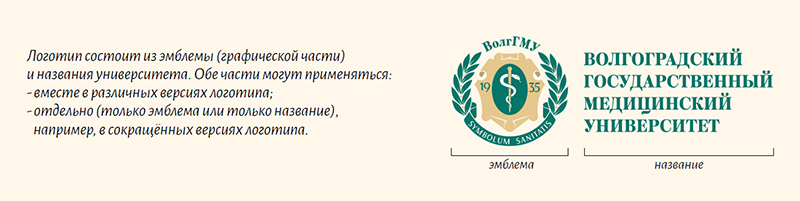 Логотип состоит из эмблемы (графической части)
и названия университета. Обе части могут применяться:
- вместе в различных версиях логотипа;
- отдельно (только эмблема или только название),
например, в сокращённых версиях логотипа.
ВолгГМУ
19 35
SYMBOLUM SANITATIS
ВОЛГОГРАДСКИЙ
ГОСУДАРСТВЕННЫЙ
МЕДИЦИНСКИЙ
УНИВЕРСИТЕТ
эмблема
название